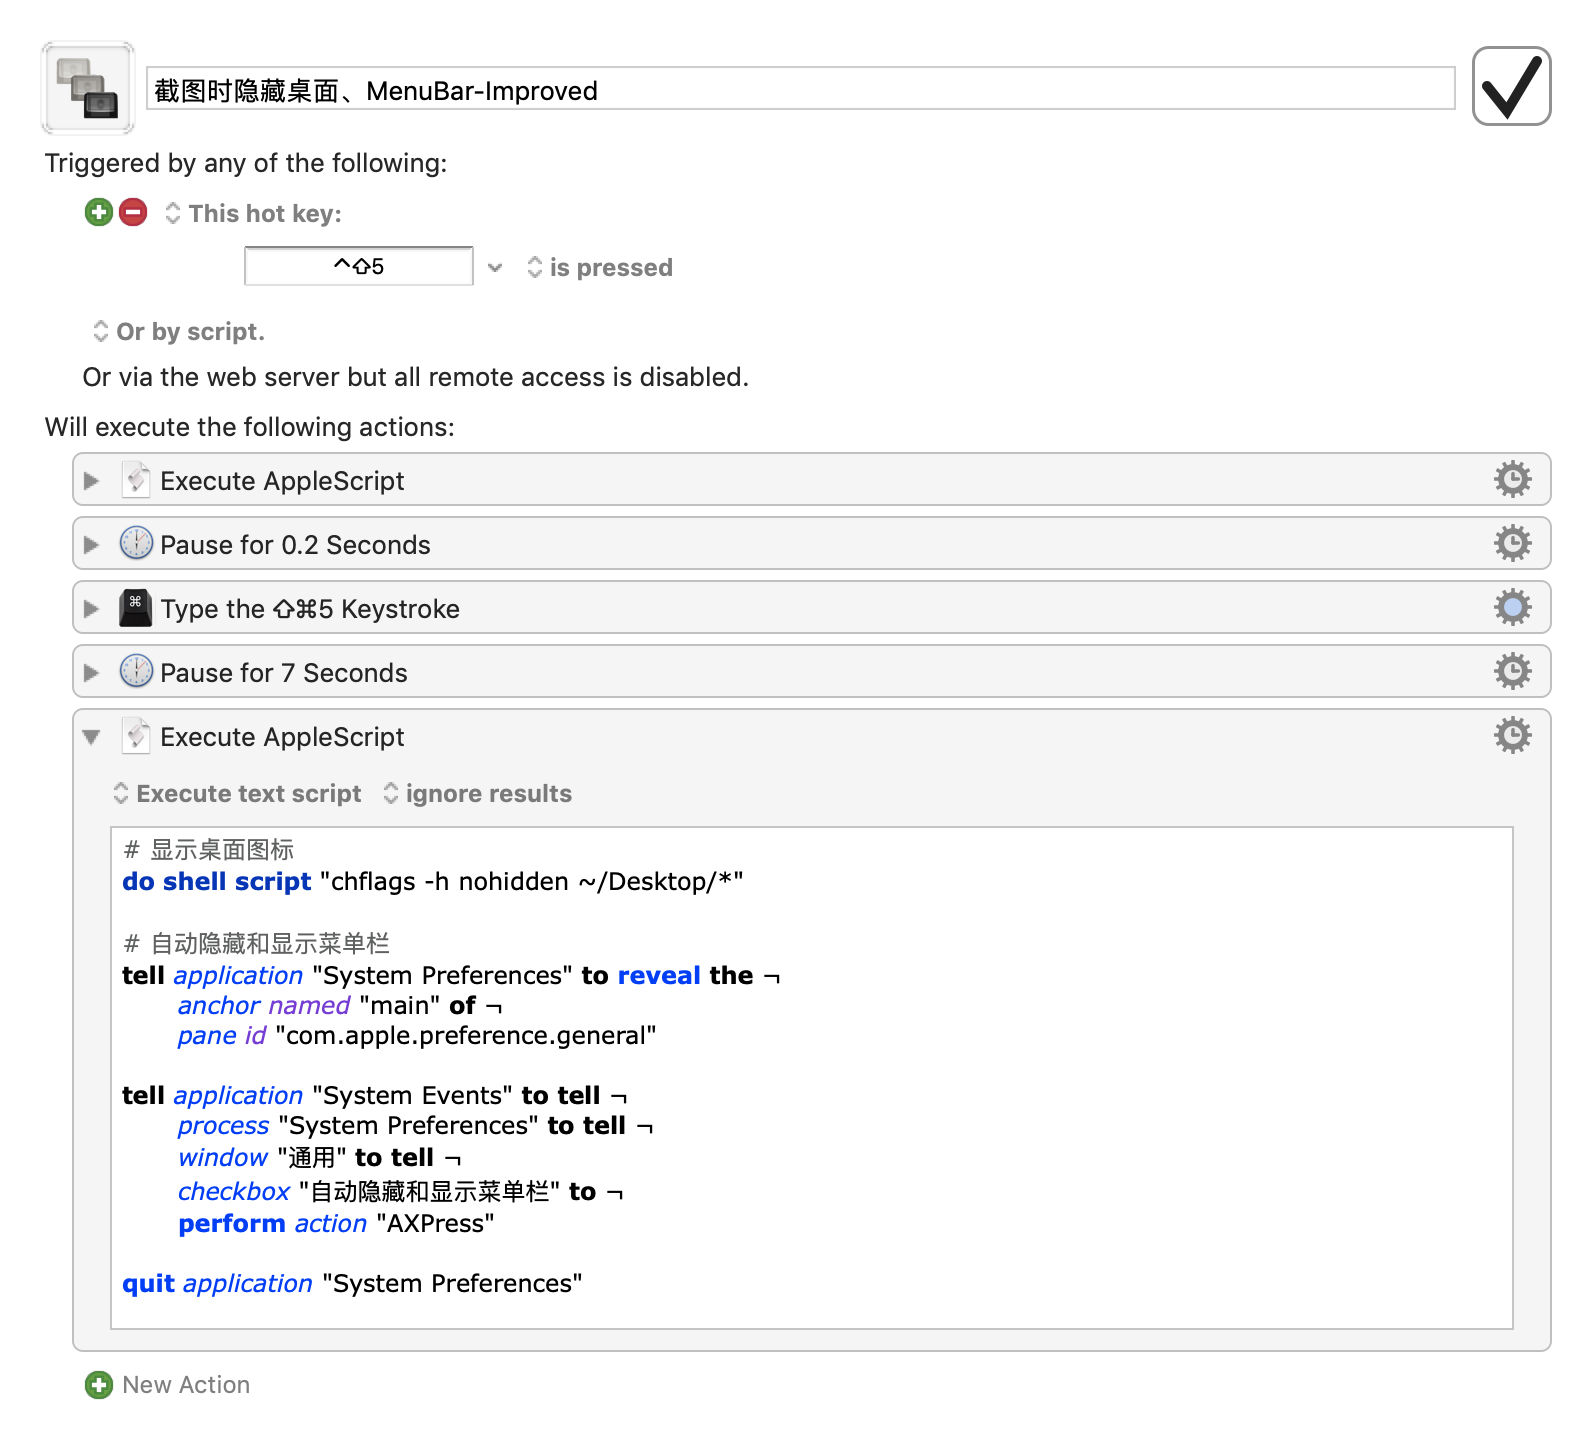 截图时隐藏桌面、MenuBar-Improved
Triggered by any of the following:
This hot key:
^⇧5
is pressed
Or by script.
Or via the web server but all remote access is disabled.
Will execute the following actions:
Execute AppleScript
Pause for 0.2 Seconds
⌘
Type the ⇧⌘5 Keystroke
Pause for 7 Seconds
Execute AppleScript
Execute text script ignore results
# 显示桌面图标
do shell script "chflags -h nohidden ~/Desktop/*"
# 自动隐藏和显示菜单栏
tell application "System Preferences" to reveal the ¬
anchor named "main" of ¬
pane id "com.apple.preference.general"
tell application "System Events" to tell ¬
process "System Preferences" to tell ¬
window "通用" to tell ¬
checkbox "自动隐藏和显示菜单栏" to ¬
perform action "AXPress"
quit application "System Preferences"
New Action